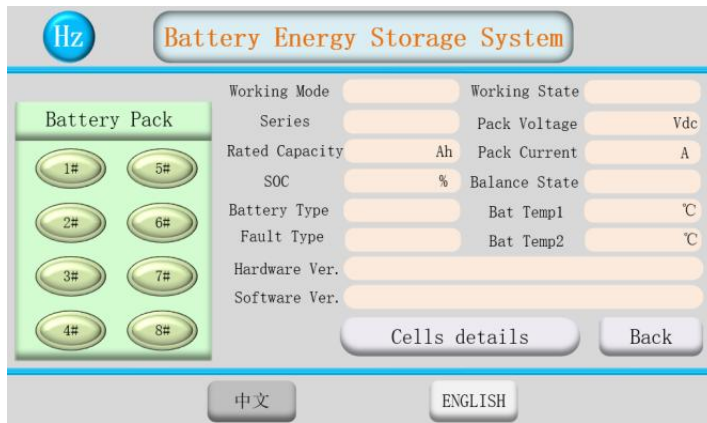 Hz
Battery Energy Storage System
Battery Pack
1# 5#
2# 6#
3# 7#
4# 8#
Working Mode Working State
Series Pack Voltage Vdc
Rated Capacity Ah Pack Current A
SOC % Balance State
Battery Type Bat Temp1 ℃
Fault Type Bat Temp2 ℃
Hardware Ver.
Software Ver.
Cells details Back
中文 ENGLISH